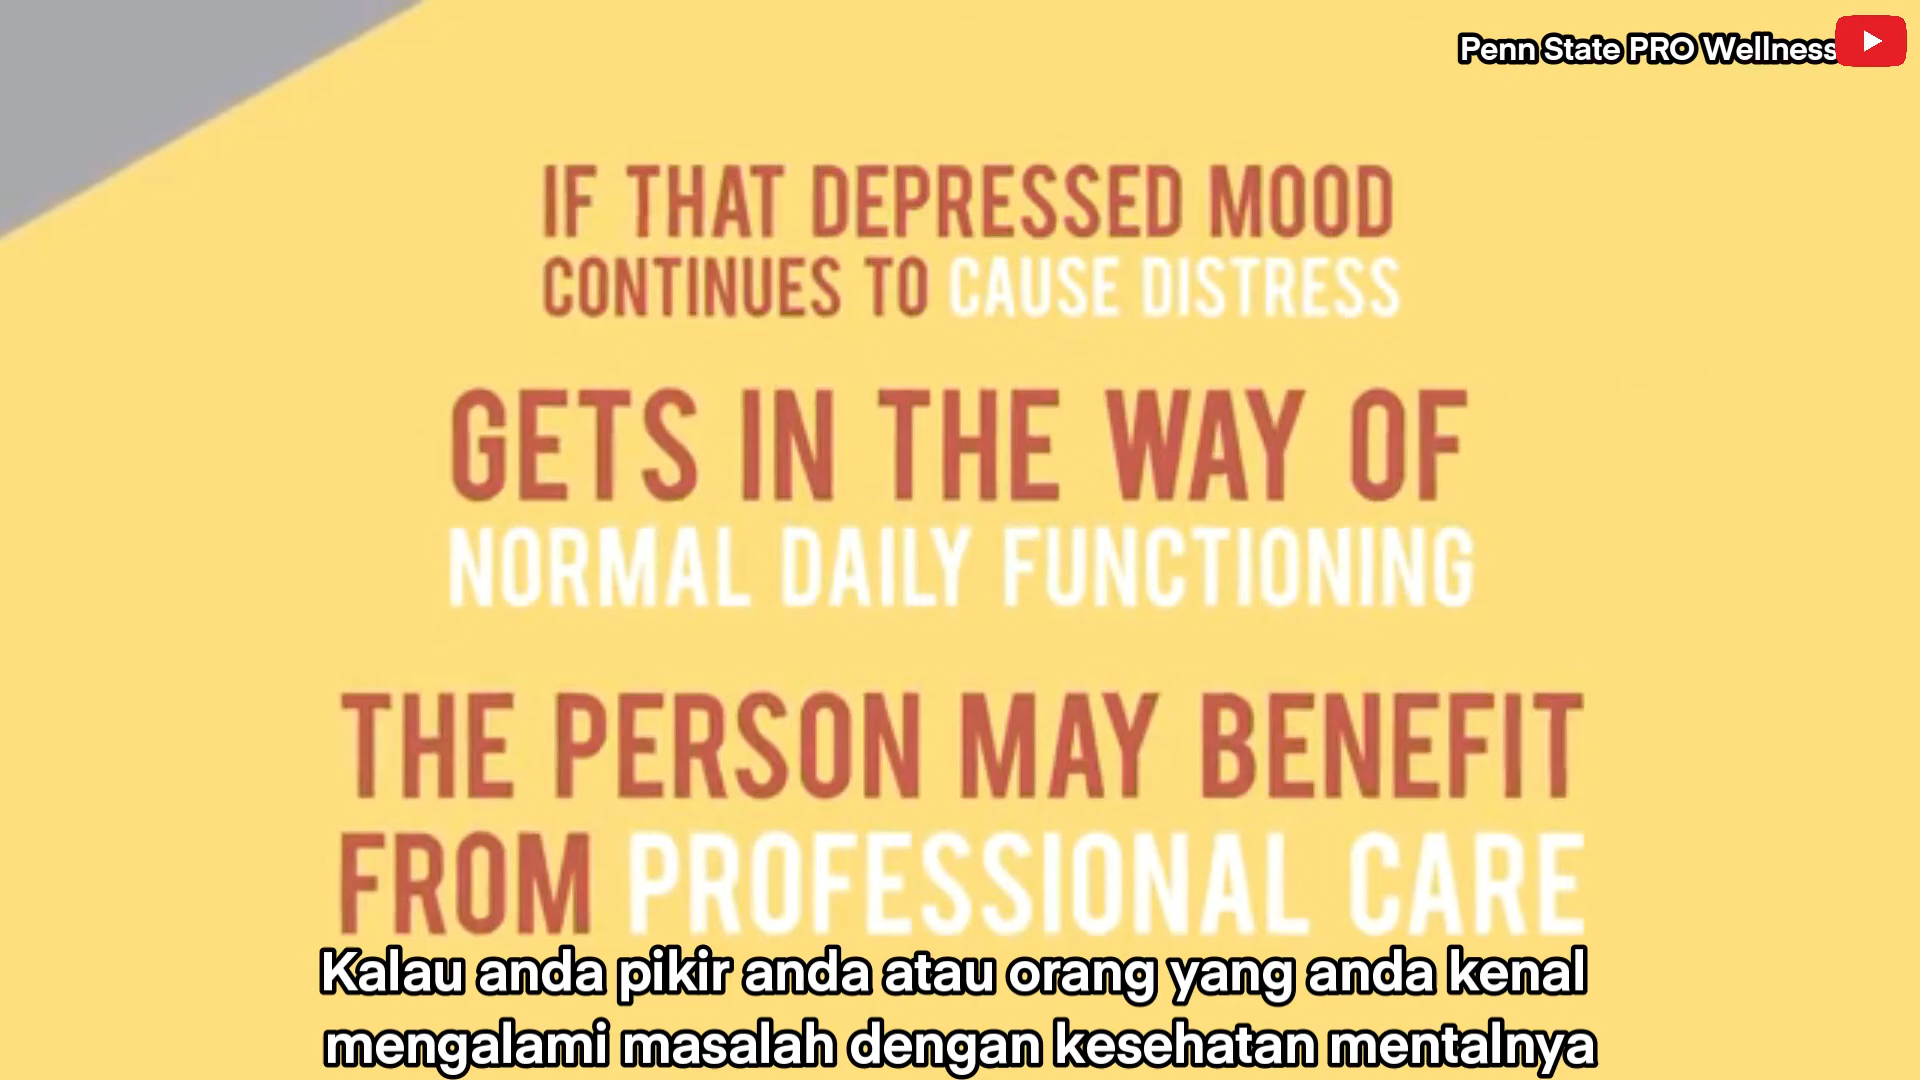 Penn State PRO Wellness
IF THAT DEPRESSED MOOD
CONTINUES TO CAUSE DISTRESS
GETS IN THE WAY OF
NORMAL DAILY FUNCTIONING
THE PERSON MAY BENEFIT
FROM PROFESSIONAL CARE
Kalau anda pikir anda atau orang yang anda kenal
mengalami masalah dengan kesehatan mentalnya